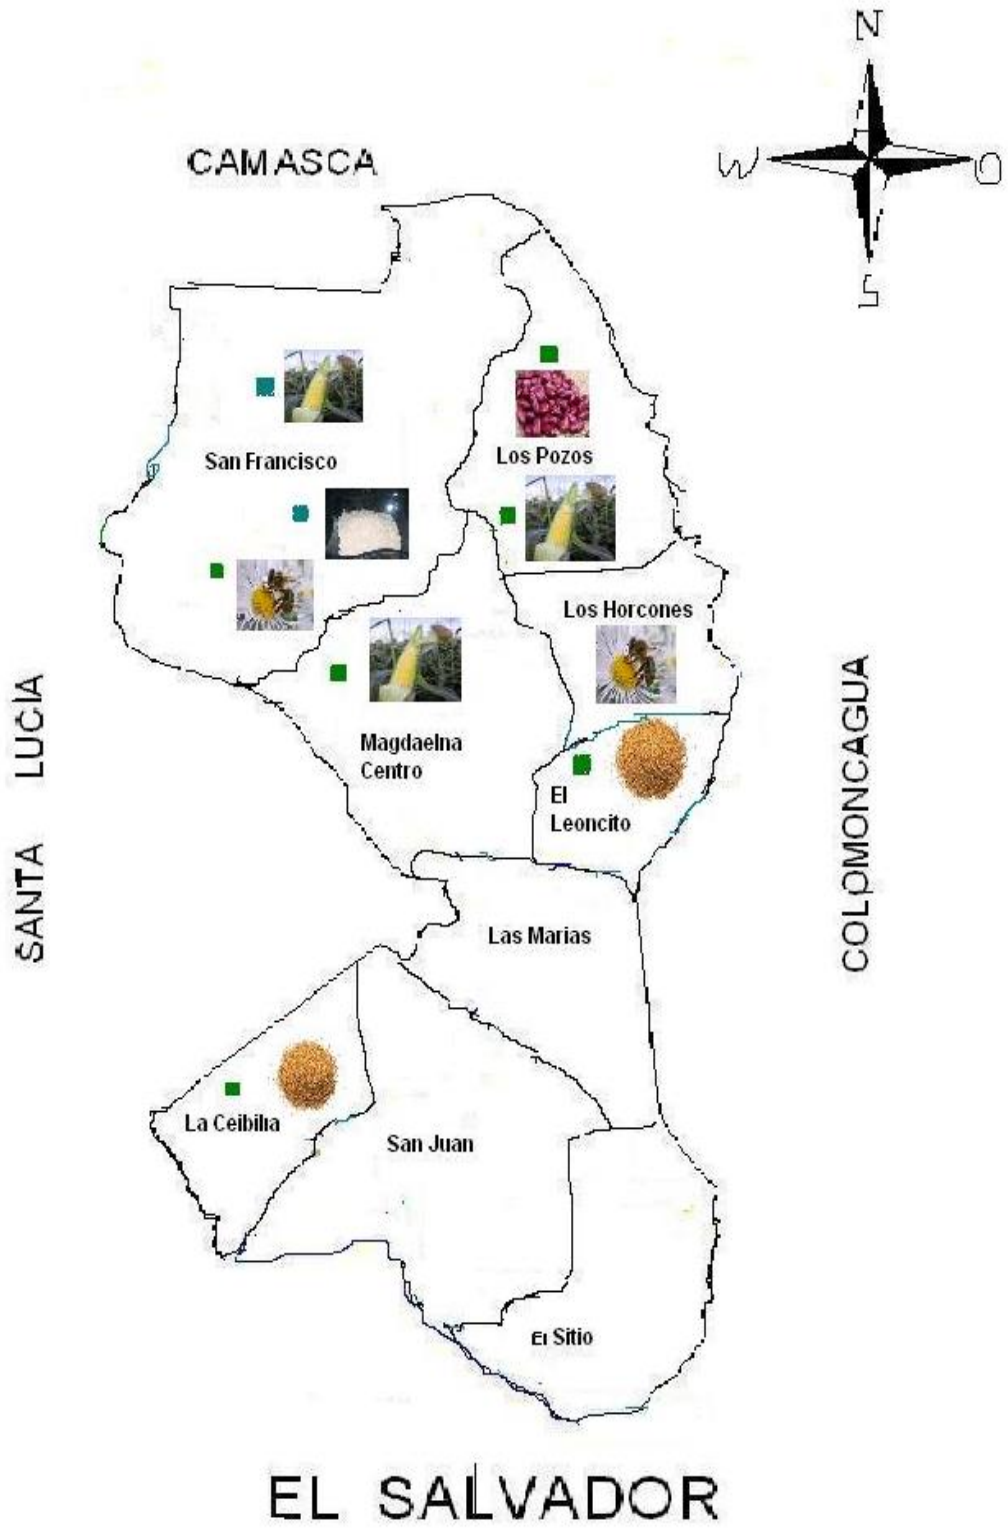 N
CAMASCA
W
O
S
San Francisco
Los Pozos
Los Horcones
SANTA LUCIA
COLOMONCAGUA
Magdaelna
Centro
El
Leoncito
Las Marias
La Ceibilia
San Juan
El Sitio
EL SALVADOR